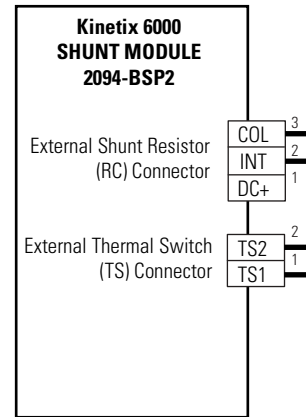 Kinetix 6000
SHUNT MODULE
2094-BSP2
External Shunt Resistor
(RC) Connector
COL 3
INT 2
DC+ 1
External Thermal Switch
(TS) Connector
TS2 2
TS1 1